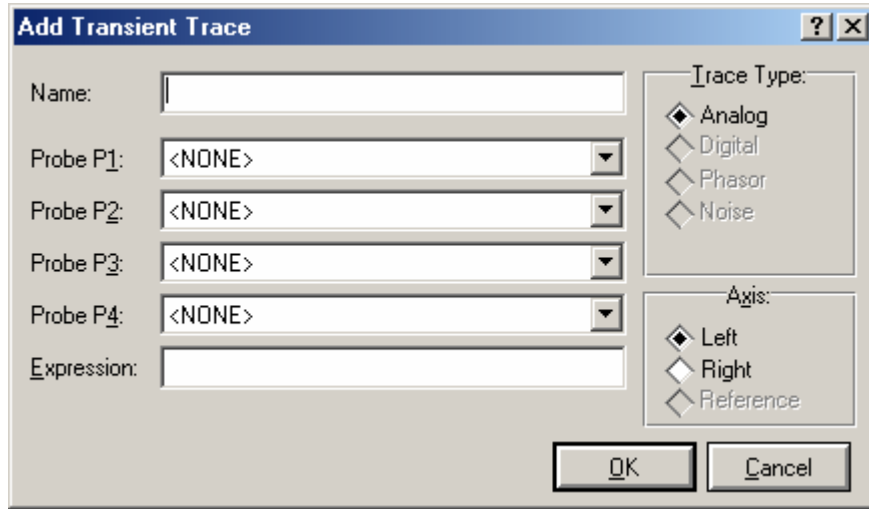 Add Transient Trace
Name:
Probe P1: <NONE>
Probe P2: <NONE>
Probe P3: <NONE>
Probe P4: <NONE>
Expression:
Trace Type:
Analog
Digital
Phasor
Noise
Axis:
Left
Right
Reference
OK Cancel